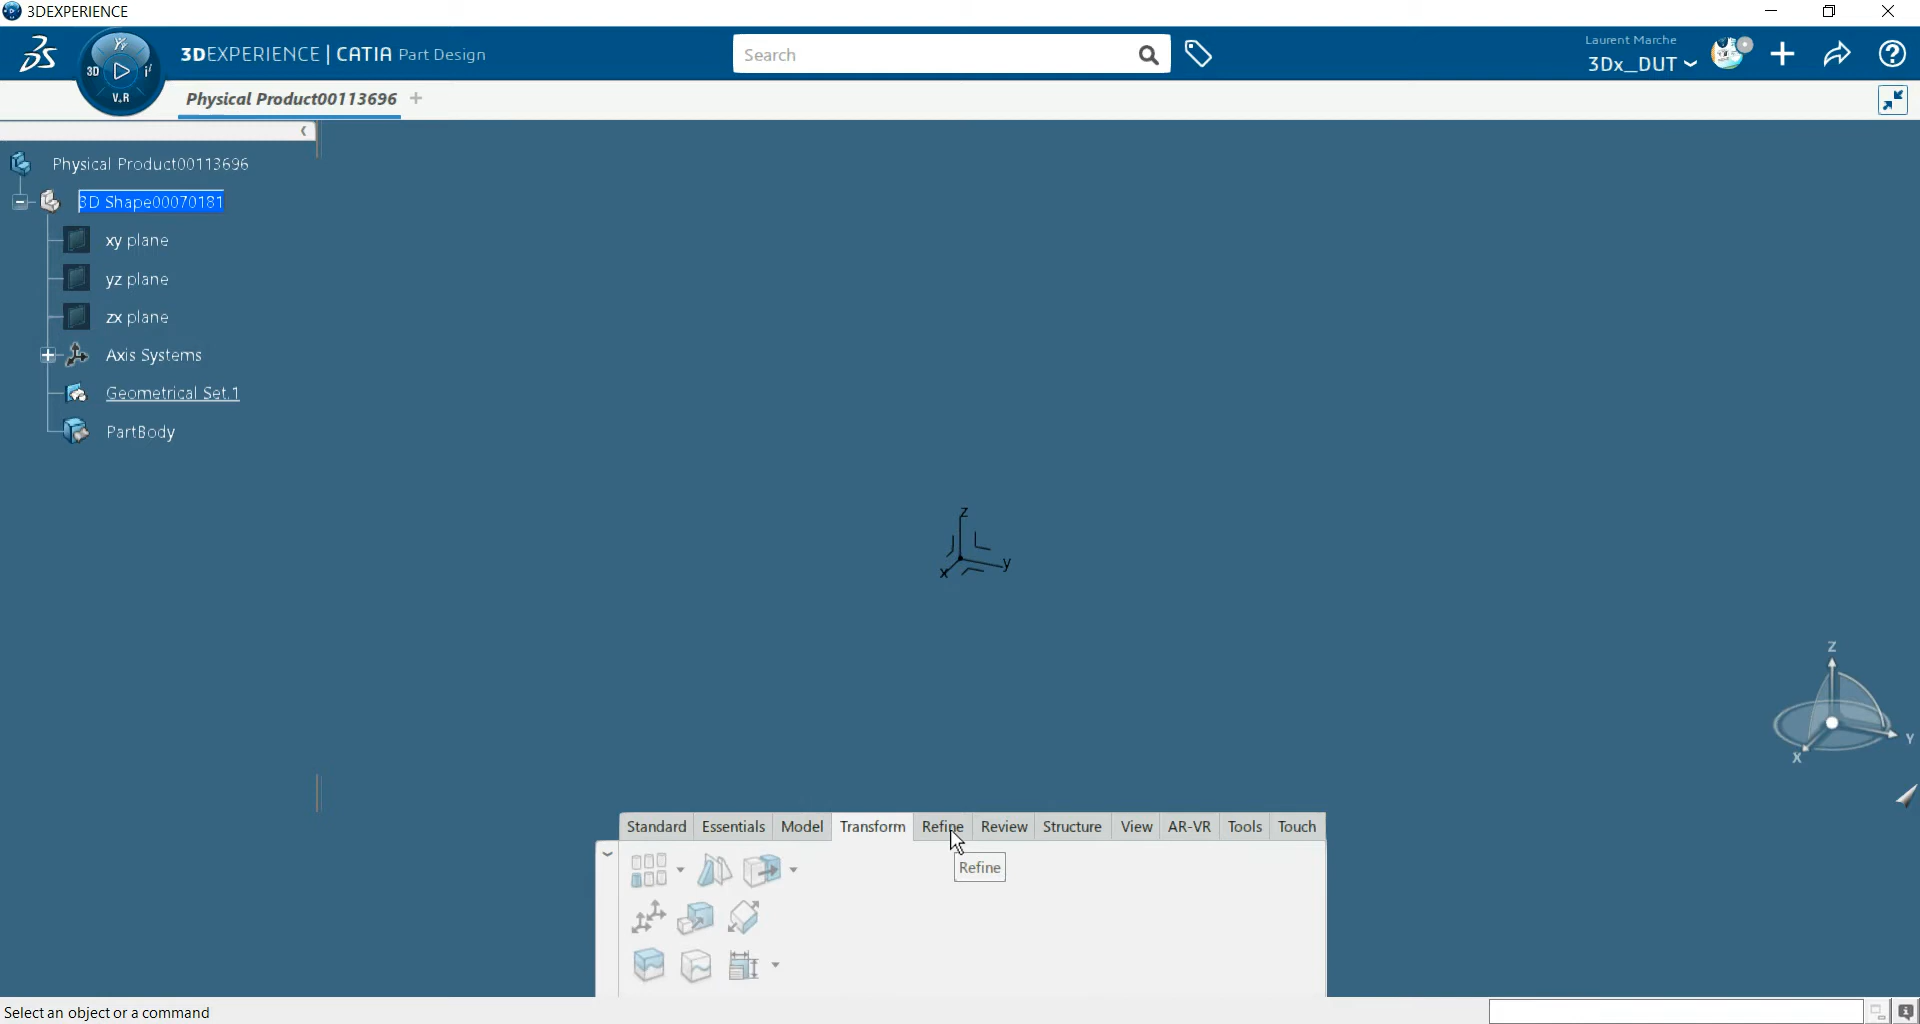 3DEXPERIENCE
3DEXPERIENCE | CATIA Part Design
Search
Laurent Marche
3Dx_DUT
3D
V.R
Physical Product00113696
Physical Product00113696
3D Shape00070181
xy plane
yz plane
zx plane
Axis Systems
Geometrical Set.1
PartBody
z
y
x
Z
Y
X
Standard Essentials Model Transform Refine Review Structure View AR-VR Tools Touch
Refine
Select an object or a command